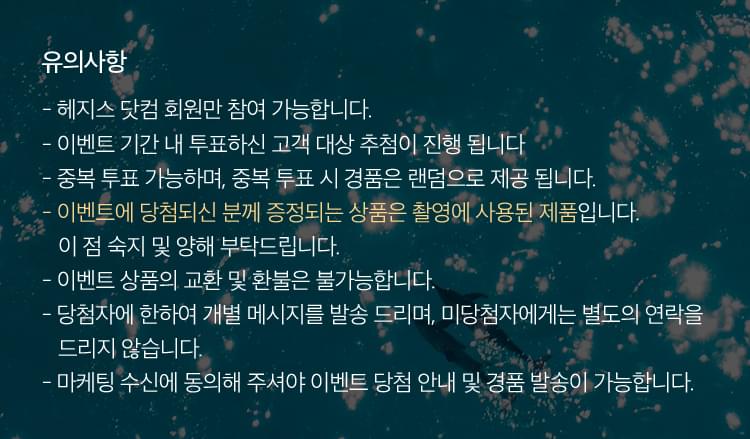 유의사항
- 헤지스 닷컴 회원만 참여 가능합니다.
- 이벤트 기간 내 투표하신 고객 대상 추첨이 진행 됩니다
- 중복 투표 가능하며, 중복 투표 시 경품은 랜덤으로 제공 됩니다.
- 이벤트에 당첨되신 분께 증정되는 상품은 촬영에 사용된 제품입니다.
이 점 숙지 및 양해 부탁드립니다.
- 이벤트 상품의 교환 및 환불은 불가능합니다.
- 당첨자에 한하여 개별 메시지를 발송 드리며, 미당첨자에게는 별도의 연락을
드리지 않습니다.
- 마케팅 수신에 동의해 주셔야 이벤트 당첨 안내 및 경품 발송이 가능합니다.